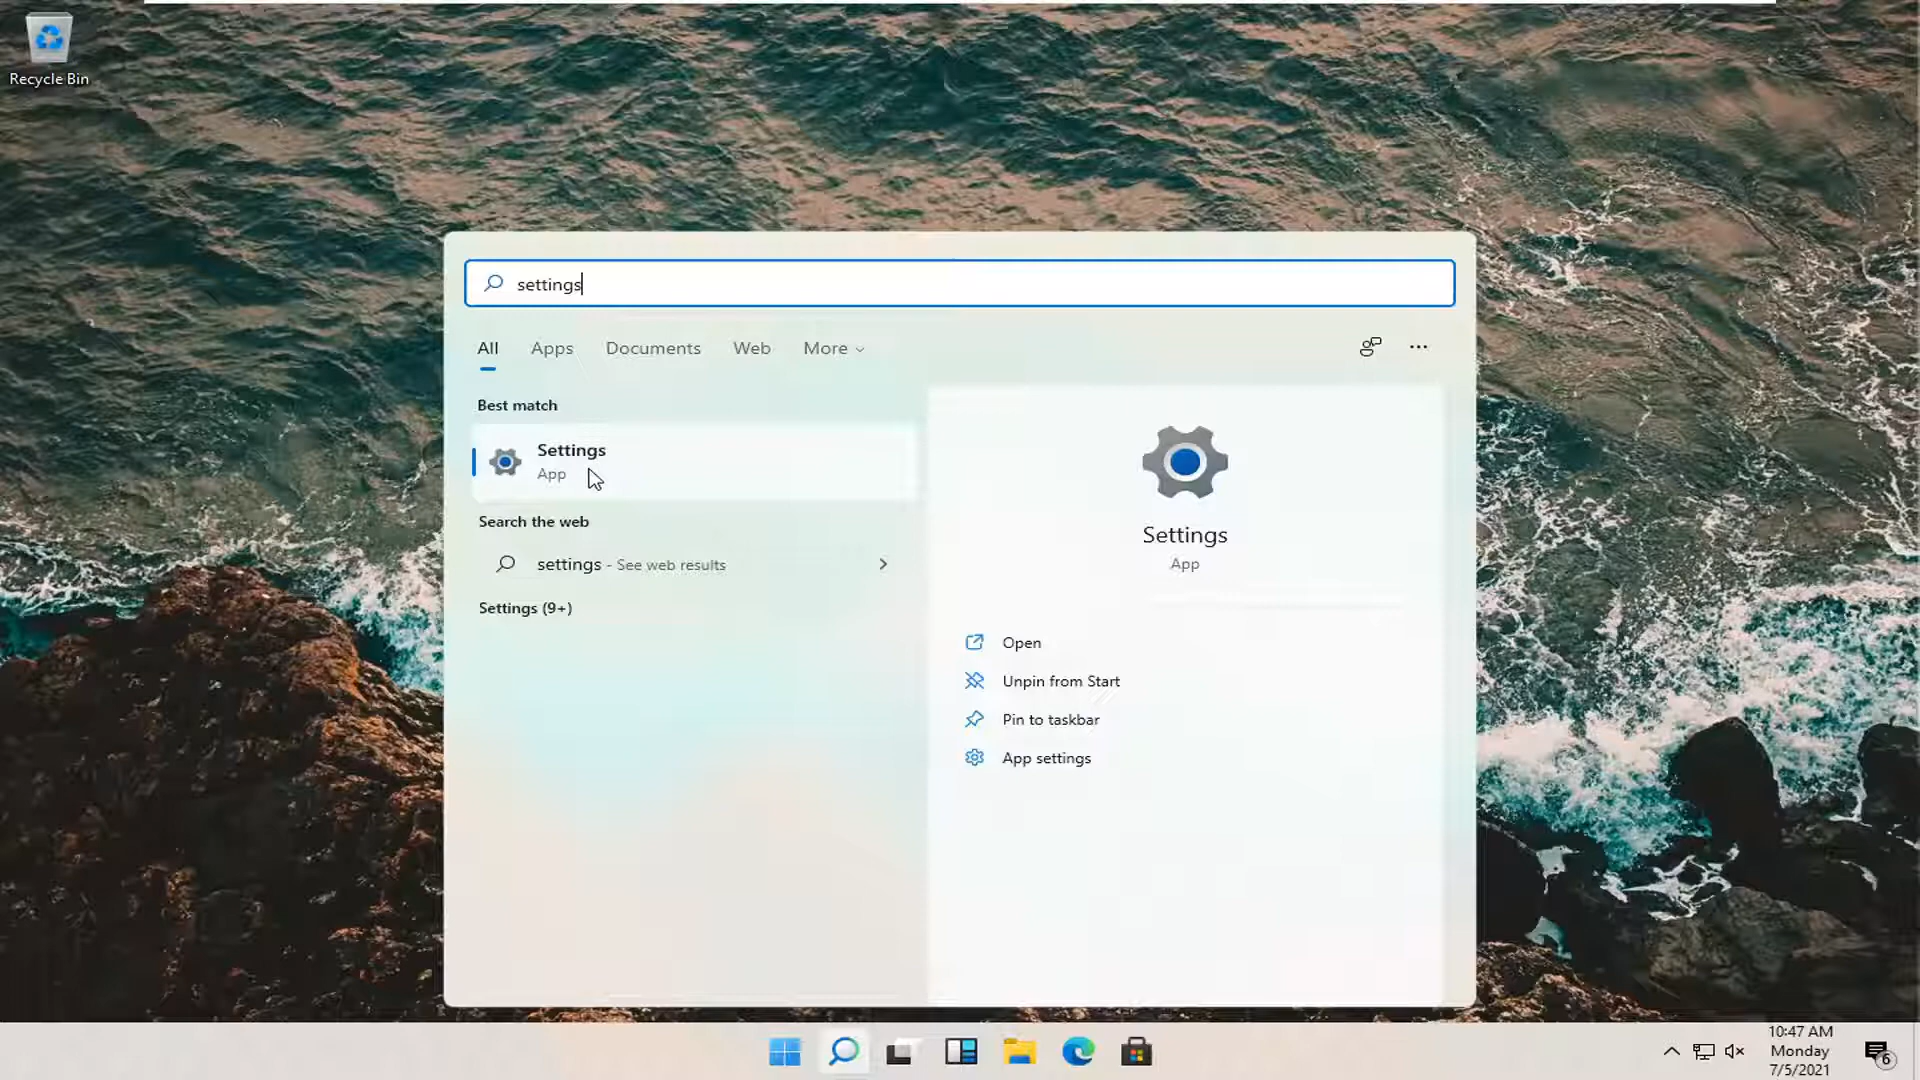 Recycle Bin
settings
All Apps Documents Web More
Best match
Settings
App
Search the web
settings - See web results
Settings (9+)
Settings
App
Open
Unpin from Start
Pin to taskbar
App settings
10:47 AM
Monday
7/5/2021
6